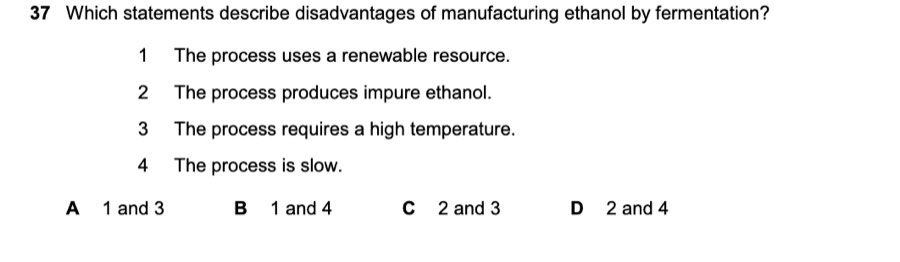 37 Which statements describe disadvantages of manufacturing ethanol by fermentation?
1 The process uses a renewable resource.
2 The process produces impure ethanol.
3 The process requires a high temperature.
4 The process is slow.
A 1 and 3 B 1 and 4 C 2 and 3 D 2 and 4